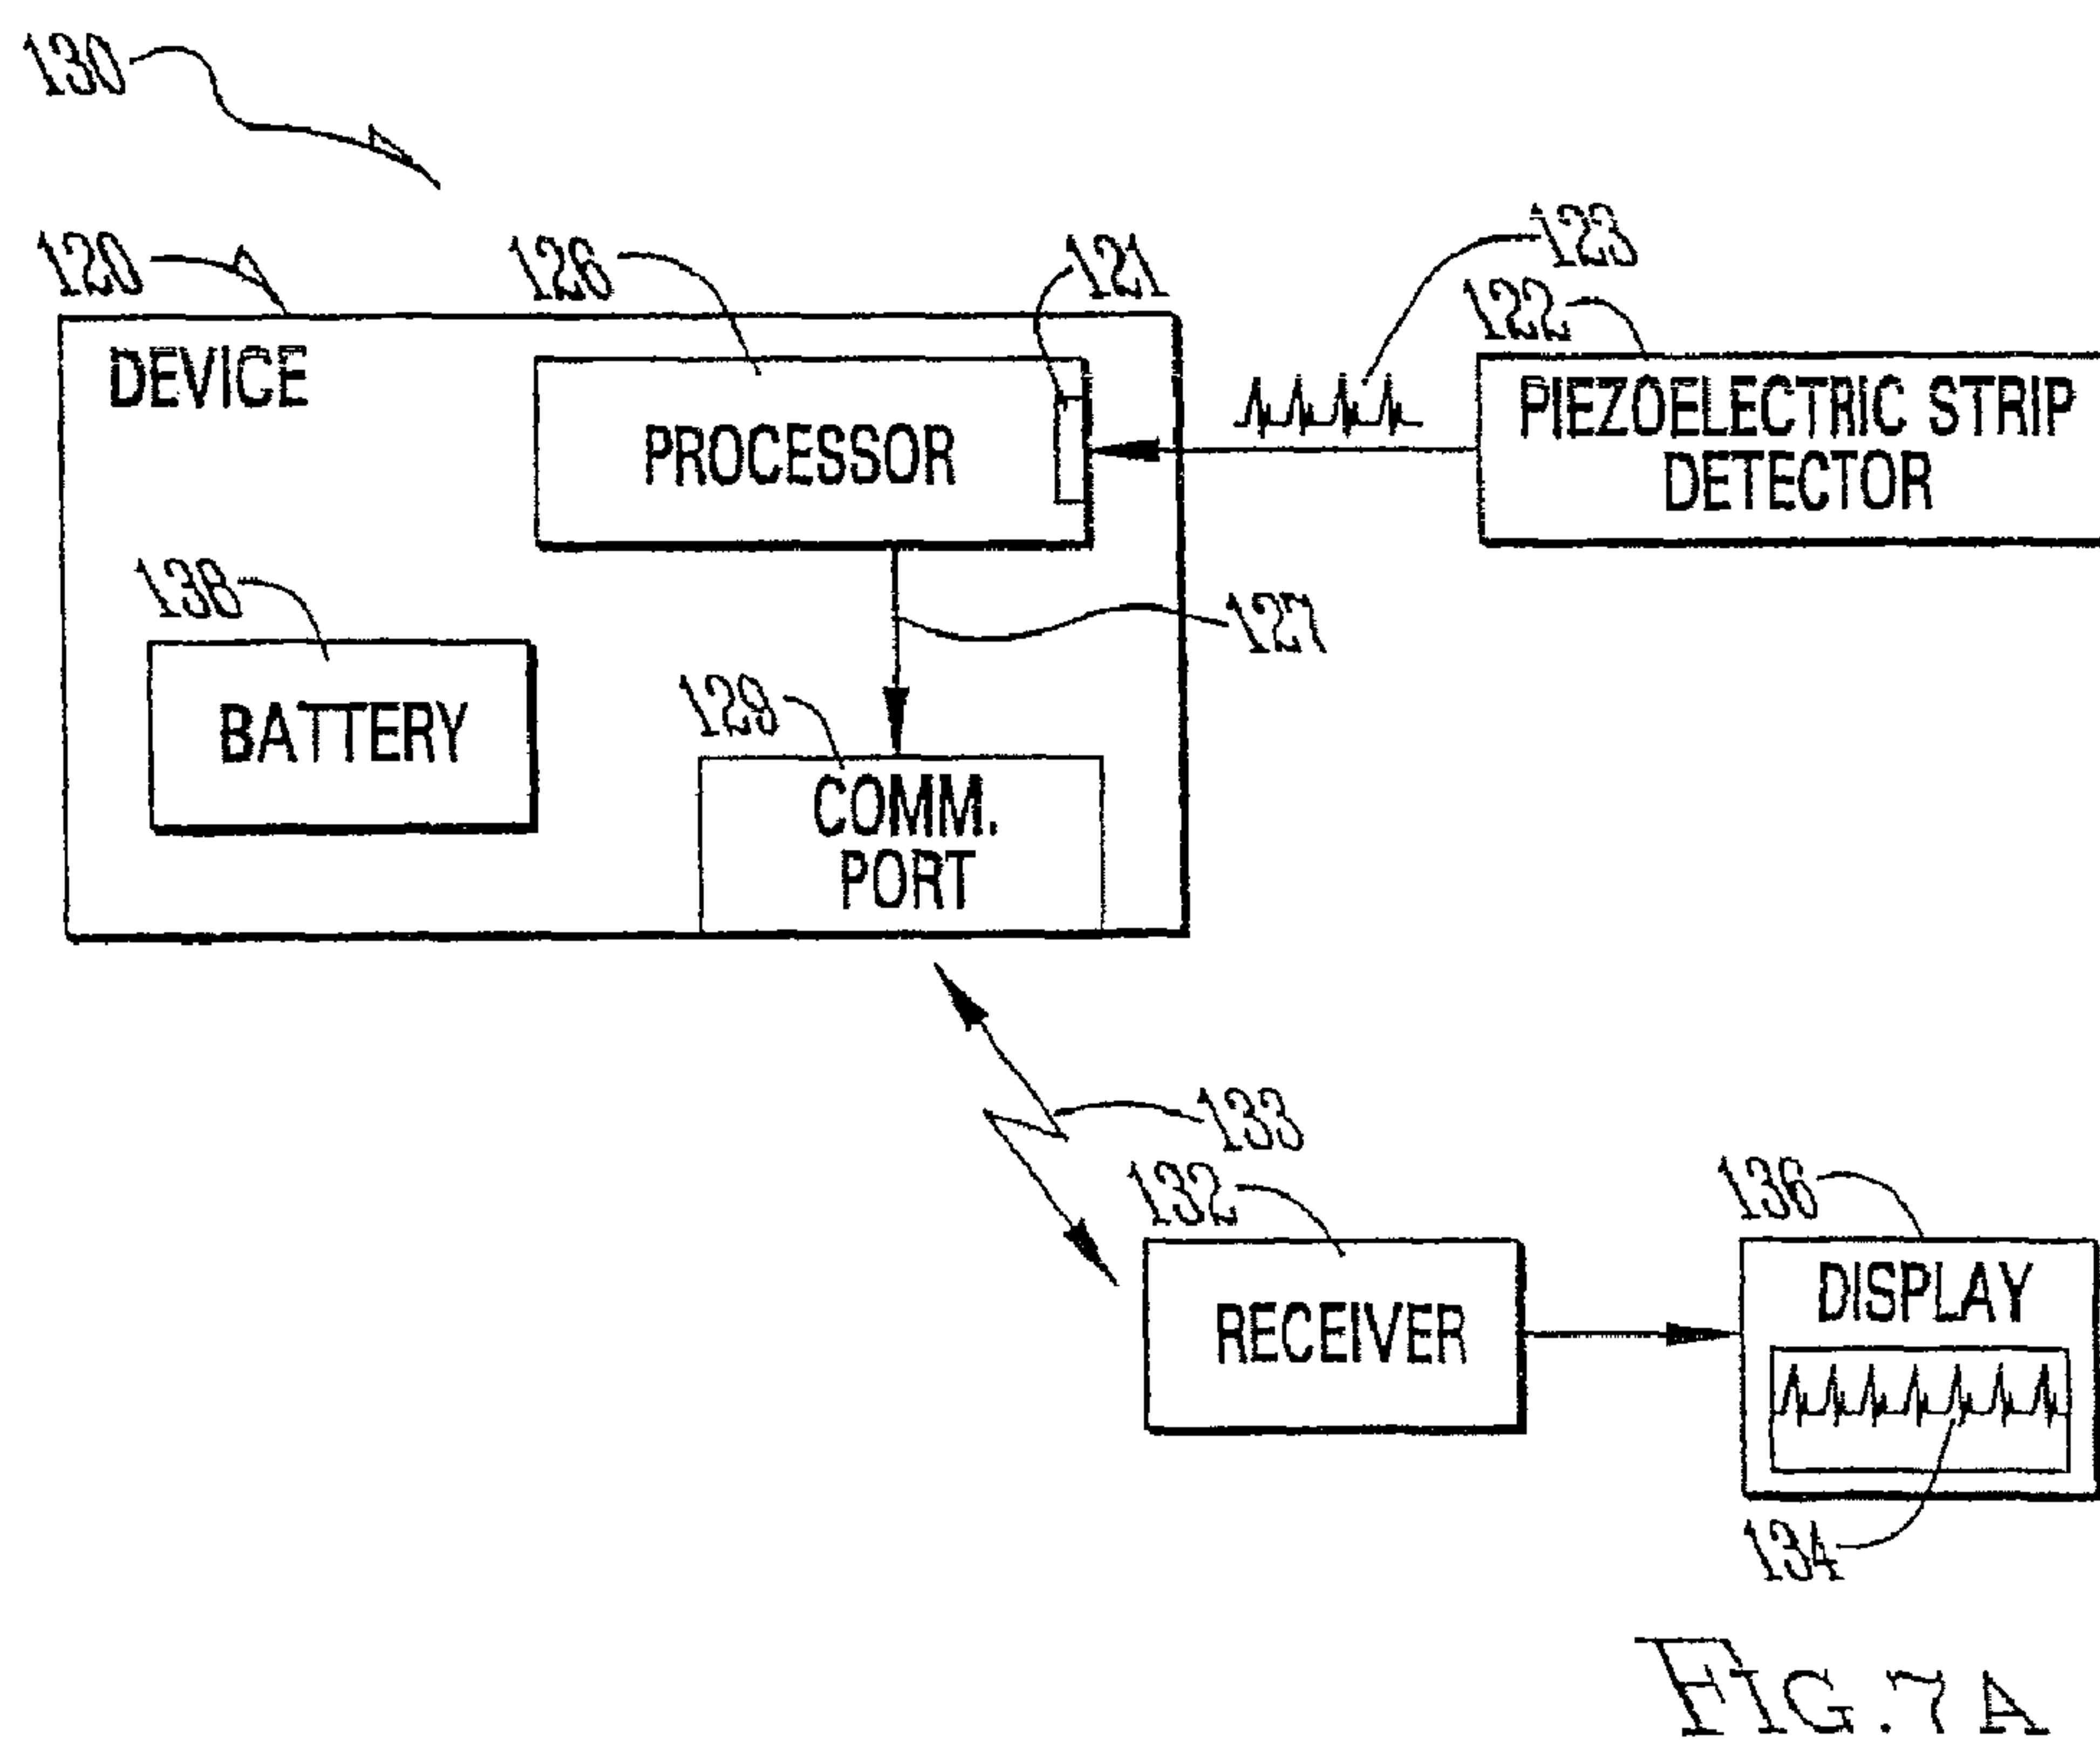 130
120
126
121
123
122
DEVICE
PROCESSOR
PIEZOELECTRIC STRIP
DETECTOR
138
127
BATTERY
129
COMM.
PORT
133
132
136
RECEIVER
DISPLAY
134
FIG. 7A